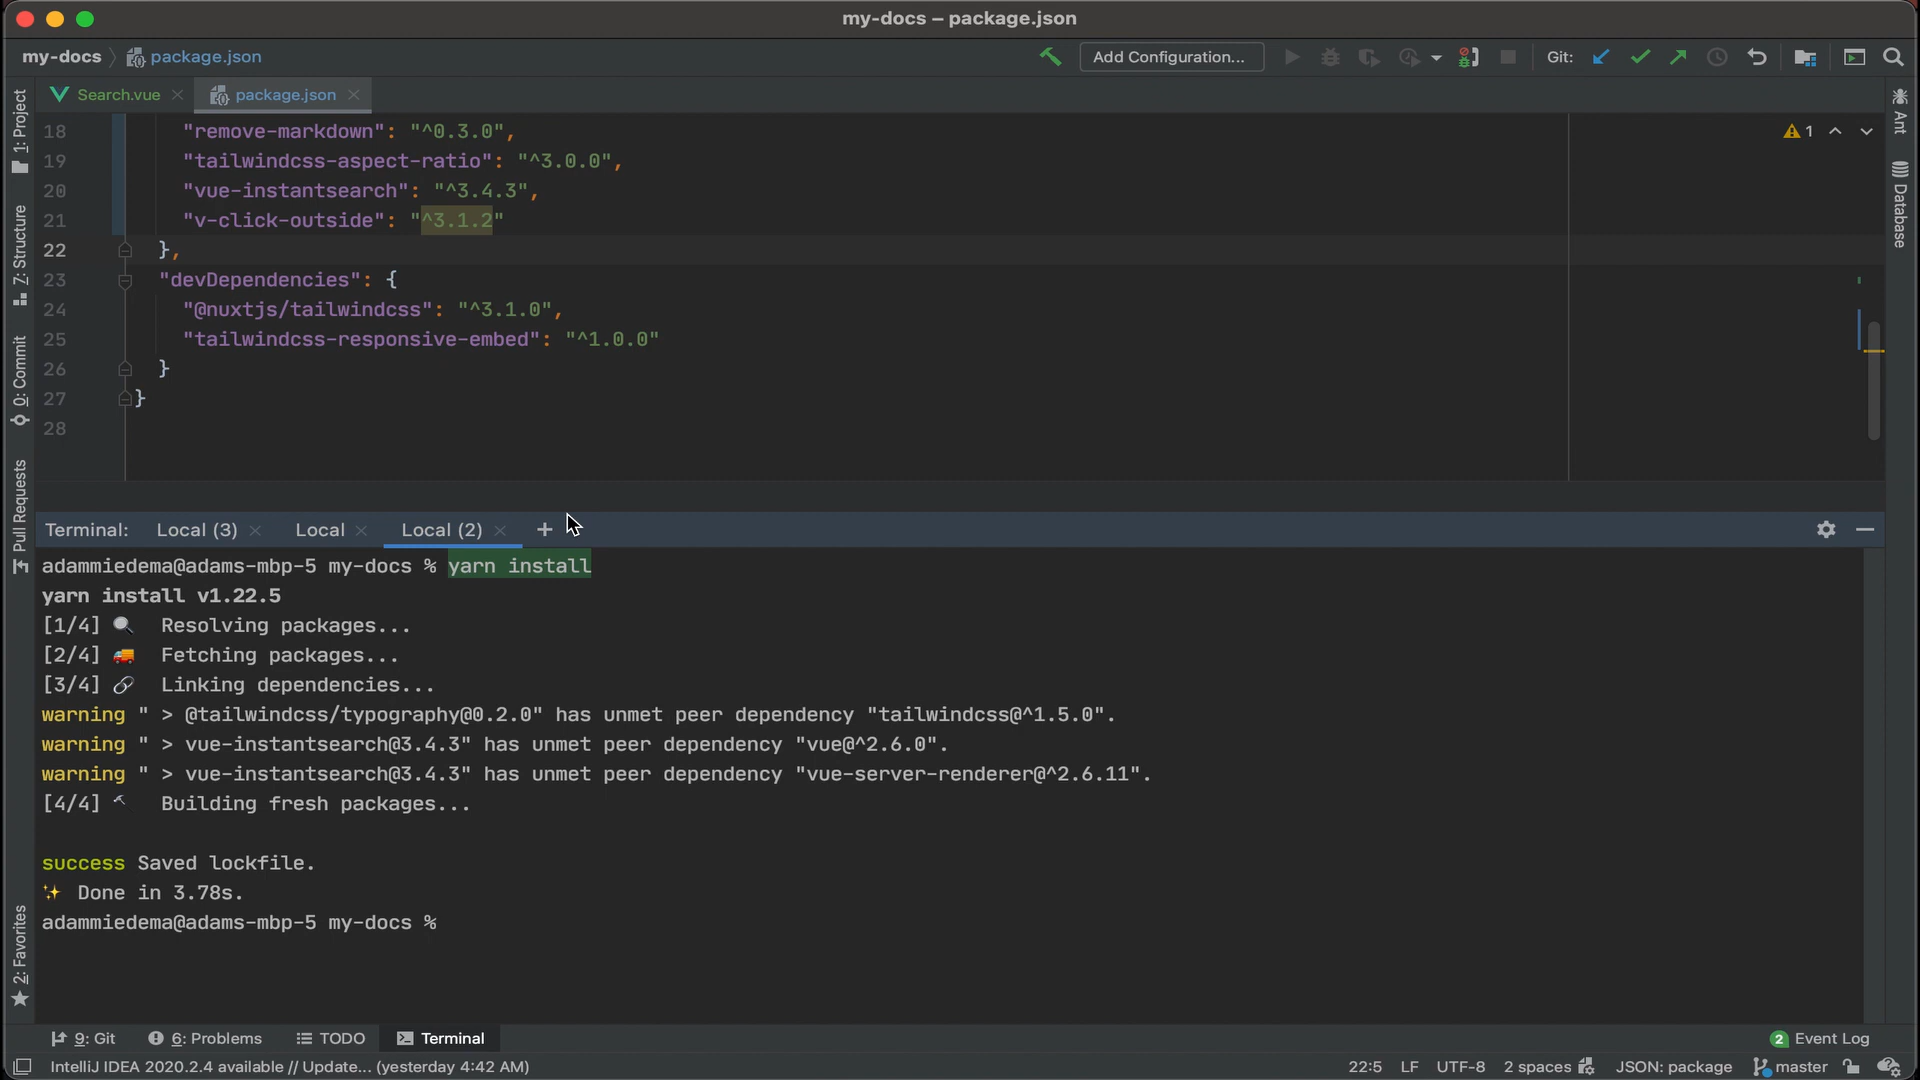 my-docs – package.json
my-docs
package.json
Add Configuration...
Git:
Search.vue
package.json
1: Project
Z: Structure
0: Commit
Pull Requests
2: Favorites
Ant
Database
1
18 "remove-markdown": "^0.3.0",
19 "tailwindcss-aspect-ratio": "^3.0.0",
20 "vue-instantsearch": "^3.4.3",
21 "v-click-outside": "^3.1.2"
22 },
23 "devDependencies": {
24 "@nuxtjs/tailwindcss": "^3.1.0",
25 "tailwindcss-responsive-embed": "^1.0.0"
26 }
27 }
28
Terminal: Local (3) Local Local (2) +
adammiedema@adams-mbp-5 my-docs % yarn install
yarn install v1.22.5
[1/4] 🔍 Resolving packages...
[2/4] 🚚 Fetching packages...
[3/4] 🔗 Linking dependencies...
warning " > @tailwindcss/typography@0.2.0" has unmet peer dependency "tailwindcss@^1.5.0".
warning " > vue-instantsearch@3.4.3" has unmet peer dependency "vue@^2.6.0".
warning " > vue-instantsearch@3.4.3" has unmet peer dependency "vue-server-renderer@^2.6.11".
[4/4] 🔨 Building fresh packages...
success Saved lockfile.
✨ Done in 3.78s.
adammiedema@adams-mbp-5 my-docs %
9: Git 6: Problems TODO Terminal 2 Event Log
IntelliJ IDEA 2020.2.4 available // Update... (yesterday 4:42 AM) 22:5 LF UTF-8 2 spaces JSON: package master